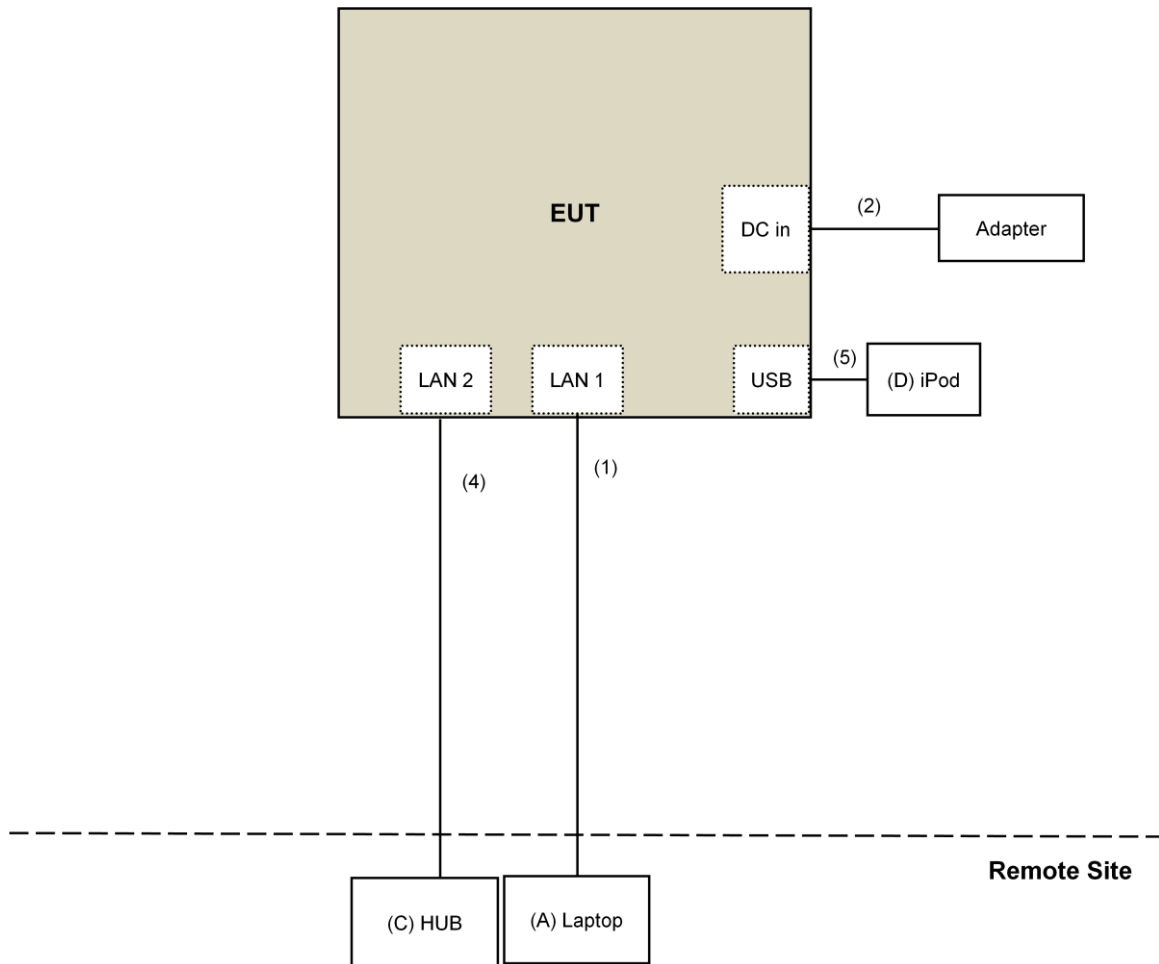 EUT
DC in
(2)
Adapter
LAN 2
LAN 1
USB
(5)
(D) iPod
(4)
(1)
Remote Site
(C) HUB
(A) Laptop